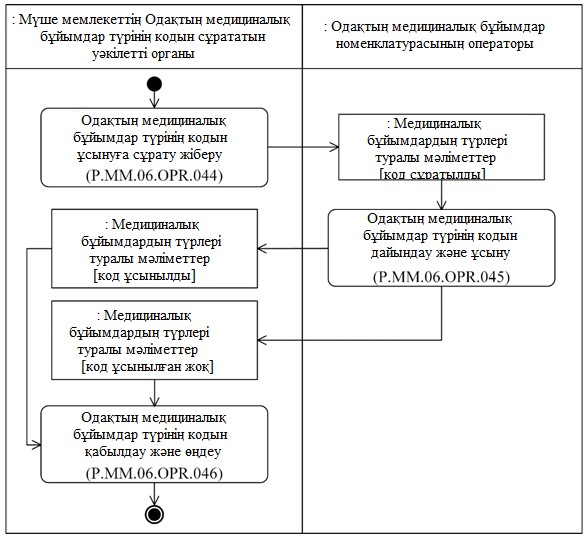 : Мүше мемлекеттің Одақтың медициналық
бұйымдар түрінің кодын сұрататын
уәкілетті органы
: Одақтың медициналық бұйымдар
номенклатурасының операторы
Одақтың медициналық
бұйымдар түрінің кодын
ұсынуға сұрату жіберу
(P.MM.06.OPR.044)
: Медициналық
бұйымдардың түрлері
туралы мәліметтер
[код сұратылды]
Одақтың медициналық
бұйымдар түрінің кодын
дайындау және ұсыну
(P.MM.06.OPR.045)
: Медициналық
бұйымдардың түрлері
туралы мәліметтер
[код ұсынылды]
: Медициналық
бұйымдардың түрлері
туралы мәліметтер
[код ұсынылған жоқ]
Одақтың медициналық
бұйымдар түрінің кодын
қабылдау және өңдеу
(P.MM.06.OPR.046)